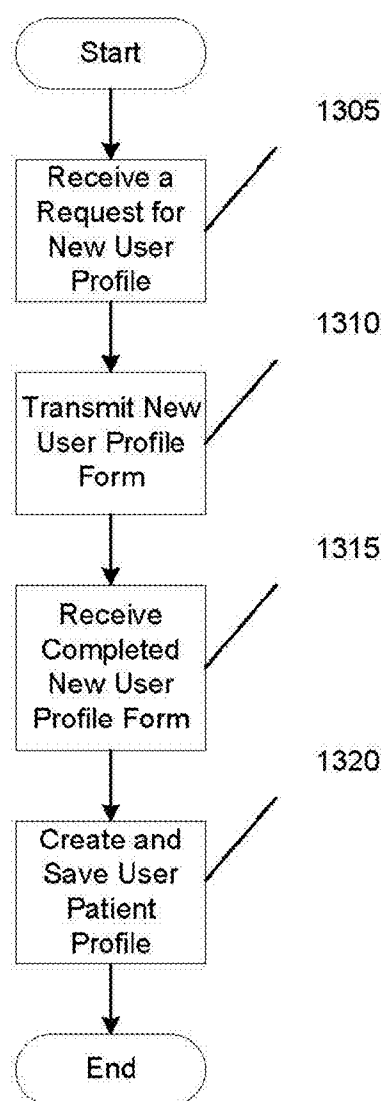 Start
1305
Receive a
Request for
New User
Profile
1310
Transmit New
User Profile
Form
1315
Receive
Completed
New User
Profile Form
1320
Create and
Save User
Patient
Profile
End